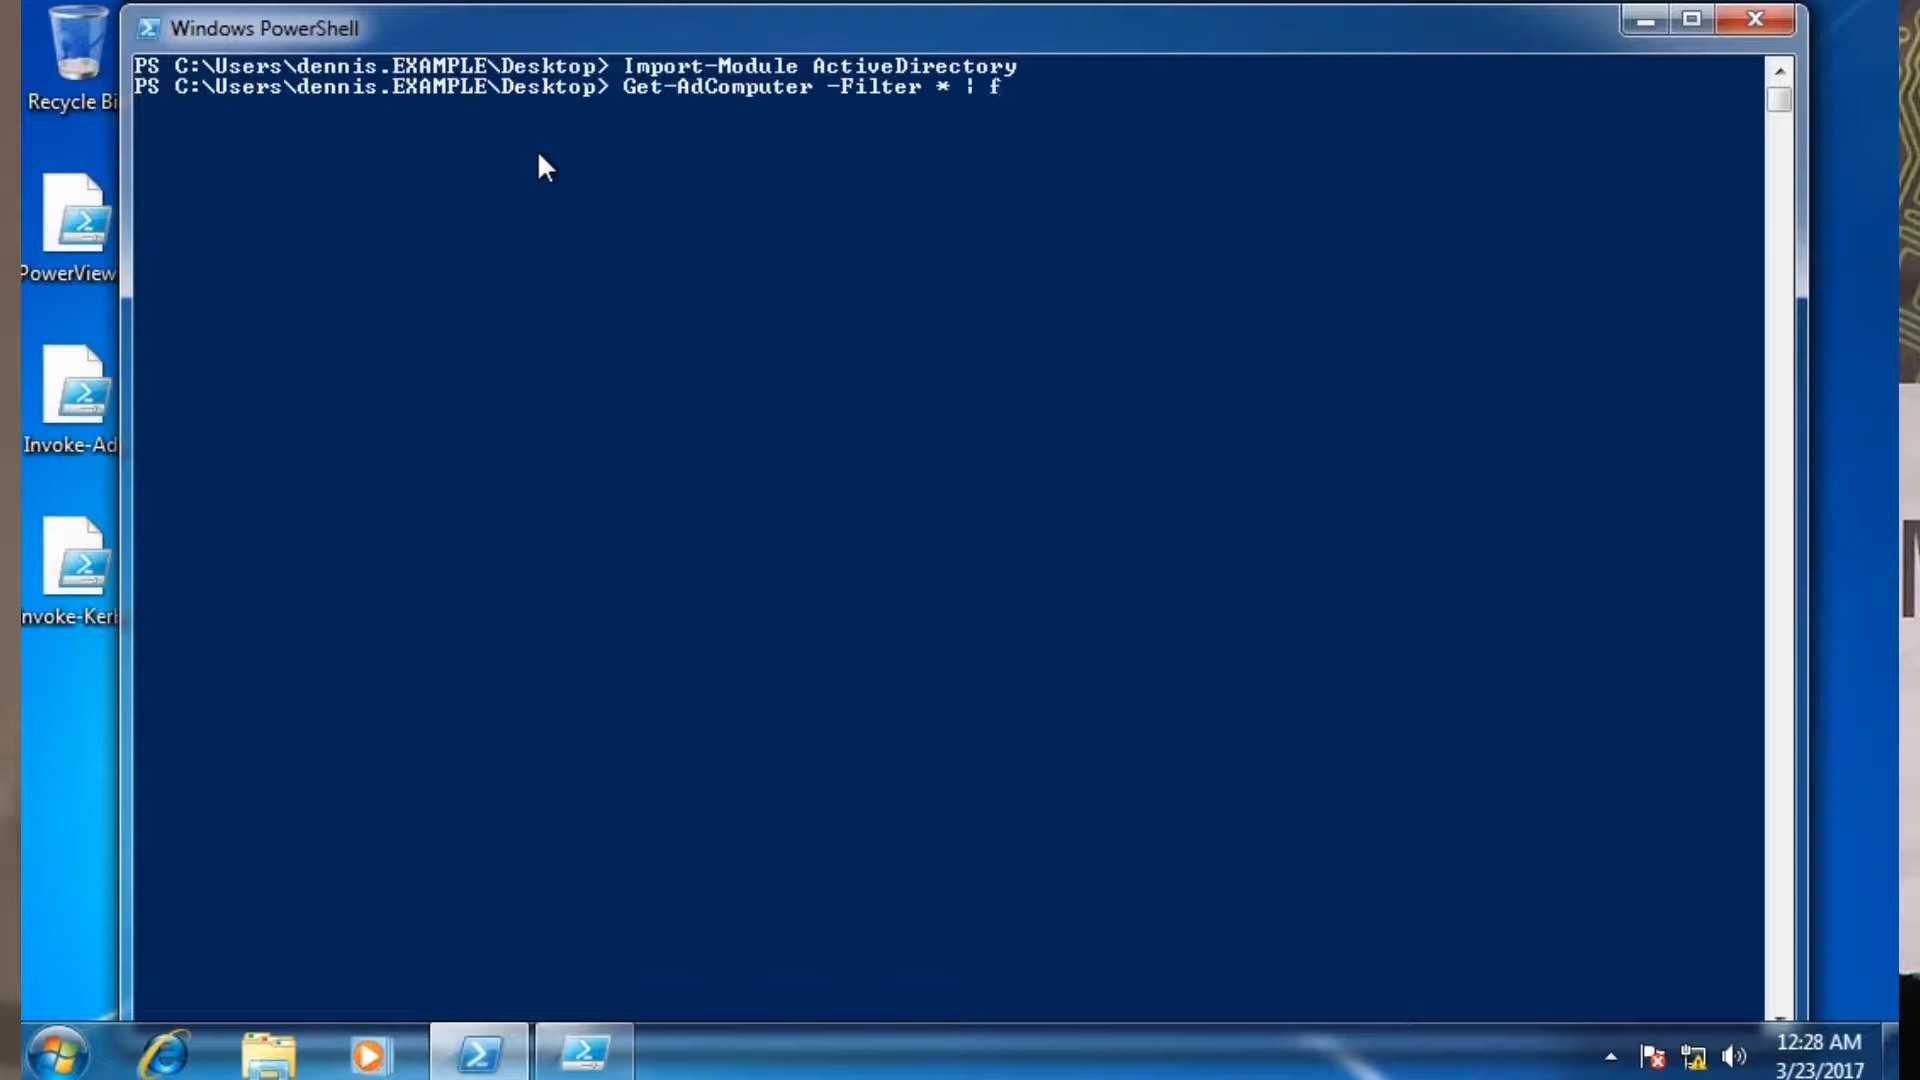 Windows PowerShell
PS C:\Users\dennis.EXAMPLE\Desktop> Import-Module ActiveDirectory
PS C:\Users\dennis.EXAMPLE\Desktop> Get-AdComputer -Filter * | f
Recycle Bi
PowerView
Invoke-Ad
nvoke-Kerb
12:28 AM
3/23/2017